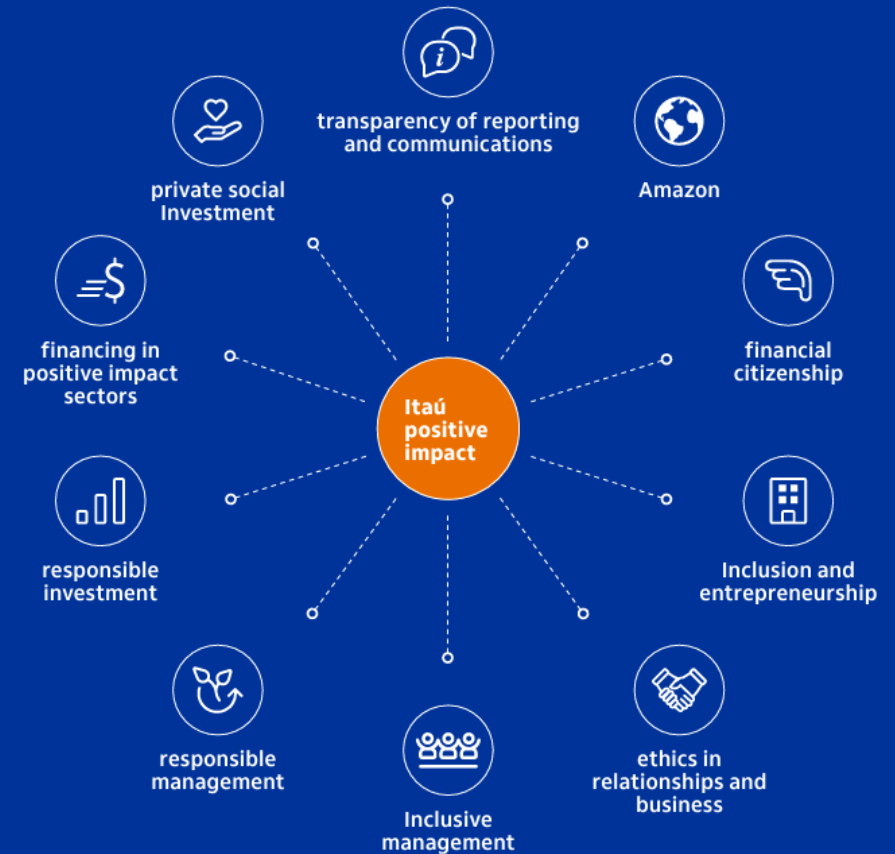 i
transparency of reporting
and communications
Amazon
financial
citizenship
Inclusion and
entrepreneurship
ethics in
relationships and
business
Inclusive
management
responsible
management
responsible
investment
$
financing in
positive impact
sectors
private social
Investment
Itaú
positive
impact